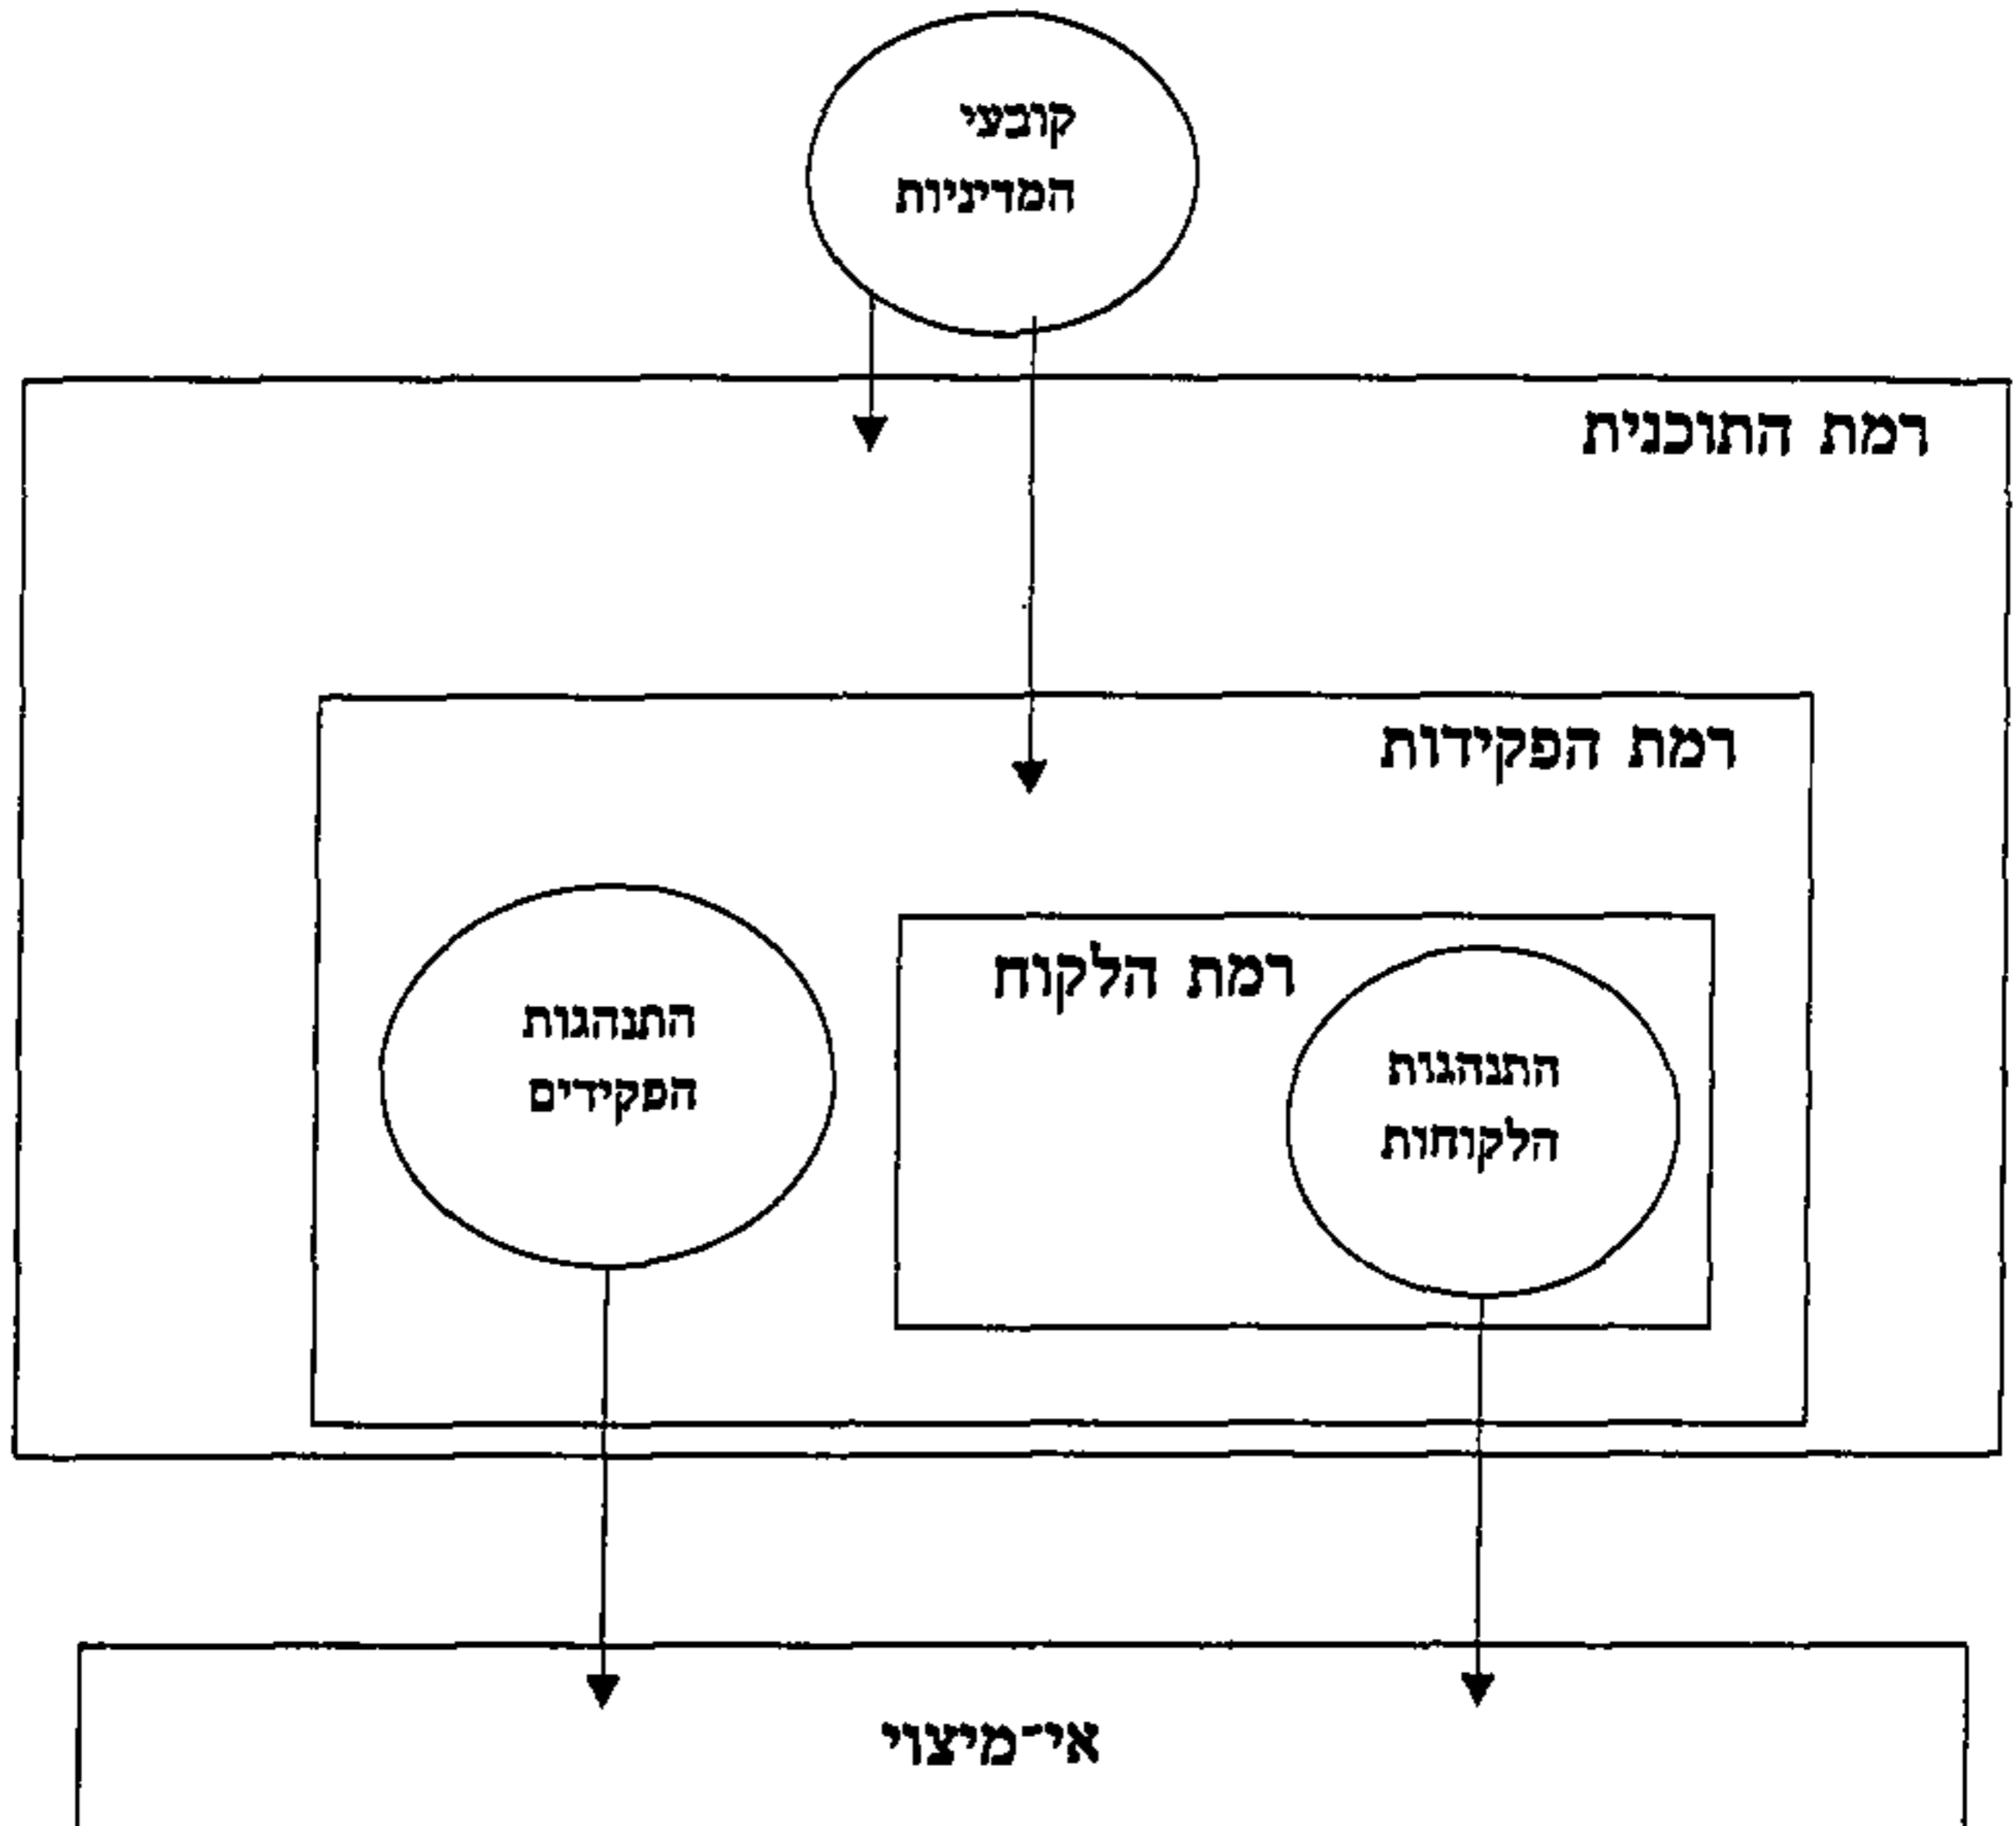 קובעי
המדיניות
רמת התוכנית
רמת הפקידות
רמת הלקוח
התנהגות
הלקוחות
התנהגות
הפקידים
אי־מיצוי